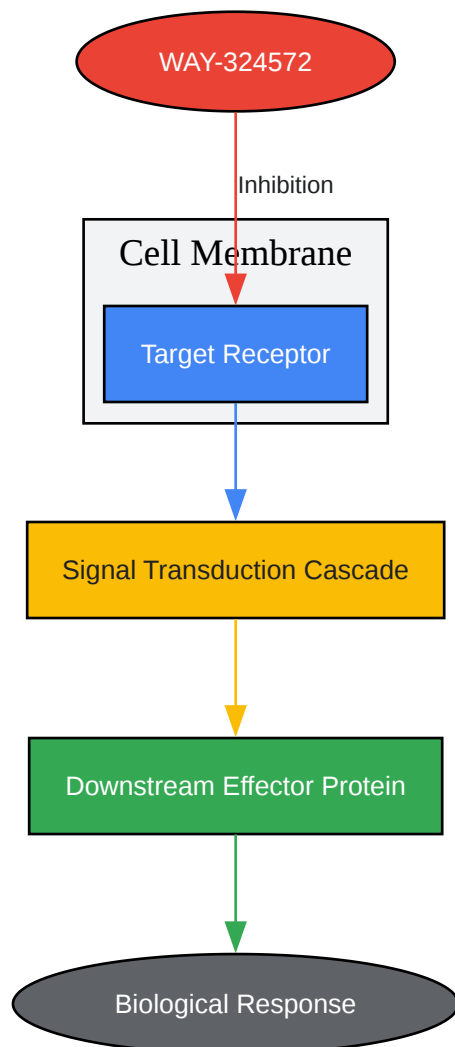 WAY-324572
Inhibition
Cell Membrane
Target Receptor
Signal Transduction Cascade
Downstream Effector Protein
Biological Response